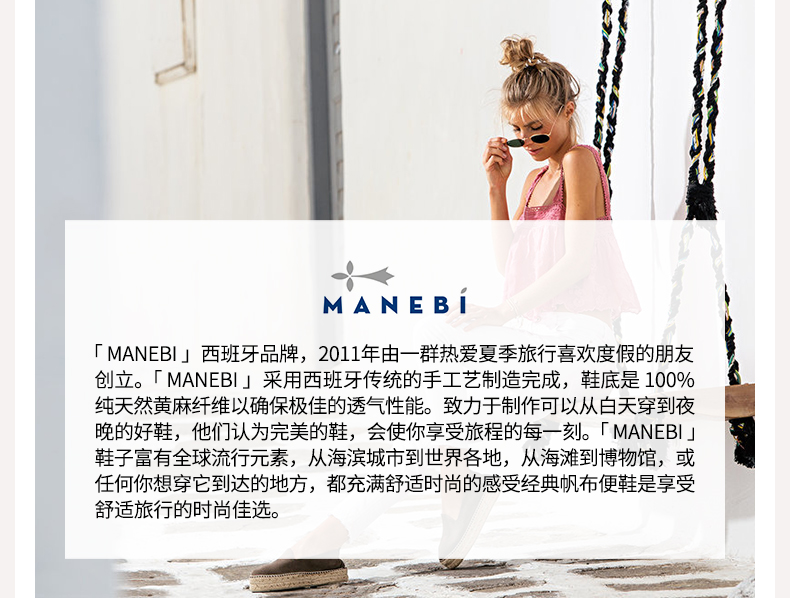 MANEBÍ
「 MANEBI 」西班牙品牌，2011年由一群热爱夏季旅行喜欢度假的朋友
创立。「 MANEBI 」采用西班牙传统的手工艺制造完成，鞋底是 100%
纯天然黄麻纤维以确保极佳的透气性能。致力于制作可以从白天穿到夜
晚的好鞋，他们认为完美的鞋，会使你享受旅程的每一刻。「 MANEBI 」
鞋子富有全球流行元素，从海滨城市到世界各地，从海滩到博物馆，或
任何你想穿它到达的地方，都充满舒适时尚的感受经典帆布便鞋是享受
舒适旅行的时尚佳选。